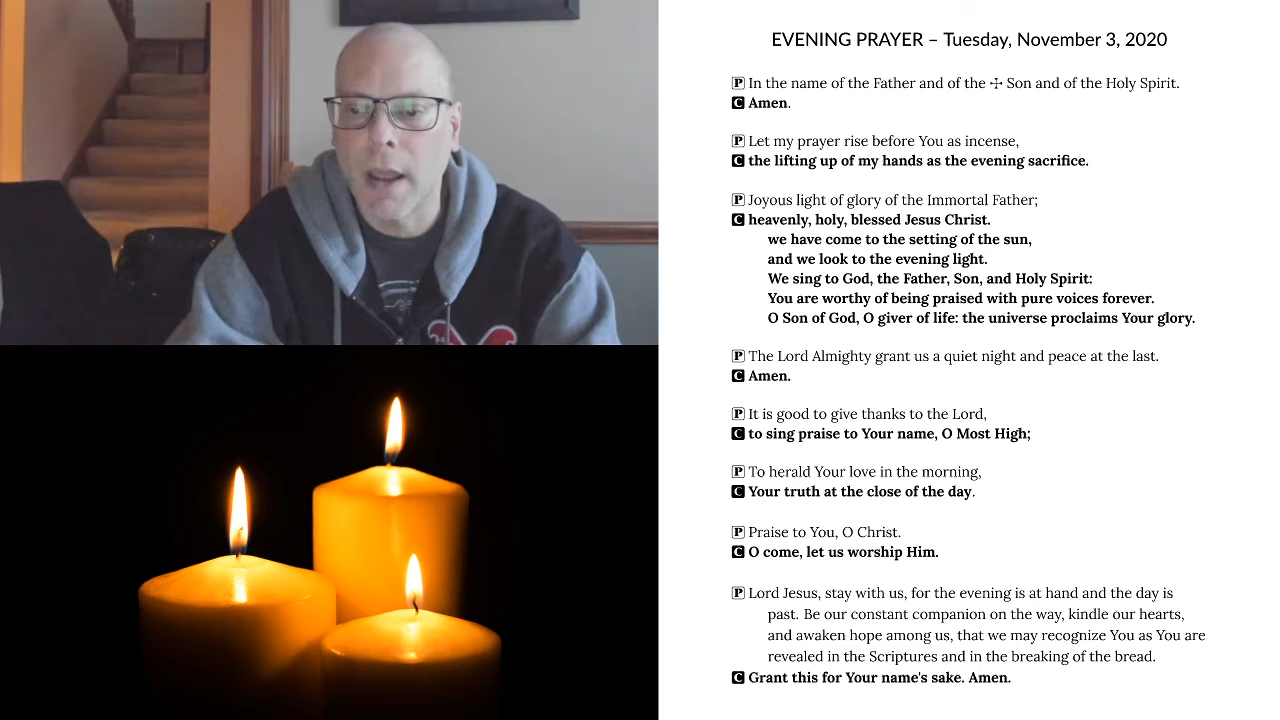 EVENING PRAYER – Tuesday, November 3, 2020
P In the name of the Father and of the ☩ Son and of the Holy Spirit.
C Amen.
P Let my prayer rise before You as incense,
C the lifting up of my hands as the evening sacrifice.
P Joyous light of glory of the Immortal Father;
C heavenly, holy, blessed Jesus Christ.
we have come to the setting of the sun,
and we look to the evening light.
We sing to God, the Father, Son, and Holy Spirit:
You are worthy of being praised with pure voices forever.
O Son of God, O giver of life: the universe proclaims Your glory.
P The Lord Almighty grant us a quiet night and peace at the last.
C Amen.
P It is good to give thanks to the Lord,
C to sing praise to Your name, O Most High;
P To herald Your love in the morning,
C Your truth at the close of the day.
P Praise to You, O Christ.
C O come, let us worship Him.
P Lord Jesus, stay with us, for the evening is at hand and the day is
past. Be our constant companion on the way, kindle our hearts,
and awaken hope among us, that we may recognize You as You are
revealed in the Scriptures and in the breaking of the bread.
C Grant this for Your name's sake. Amen.